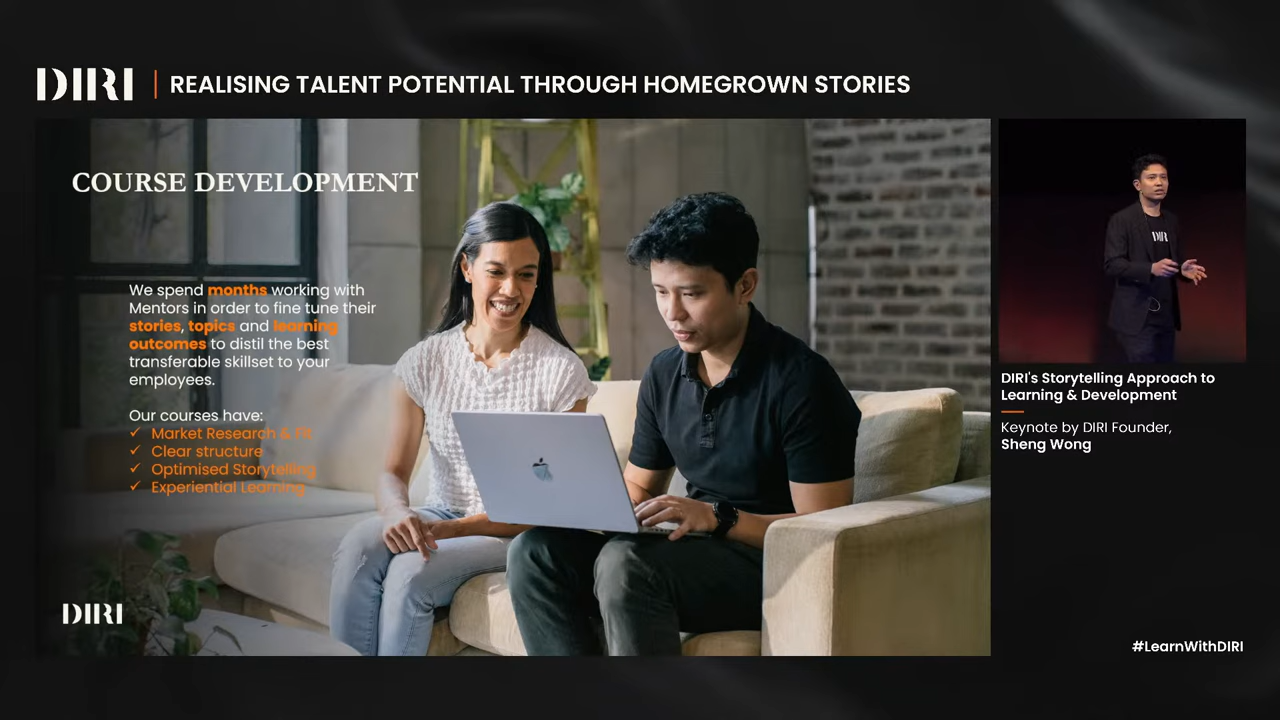 DIRI
REALISING TALENT POTENTIAL THROUGH HOMEGROWN STORIES
COURSE DEVELOPMENT
We spend months working with
Mentors in order to fine tune their
stories, topics and learning
outcomes to distil the best
transferable skillset to your
employees.
Our courses have:
✓ Market Research &
✓ Clear structure
✓ Optimised Storytelling
✓ Experiential Learning
DIRI
DIRI
DIRI's Storytelling Approach to
Learning & Development
Keynote by DIRI Founder,
Sheng Wong
#LearnWithDIRI